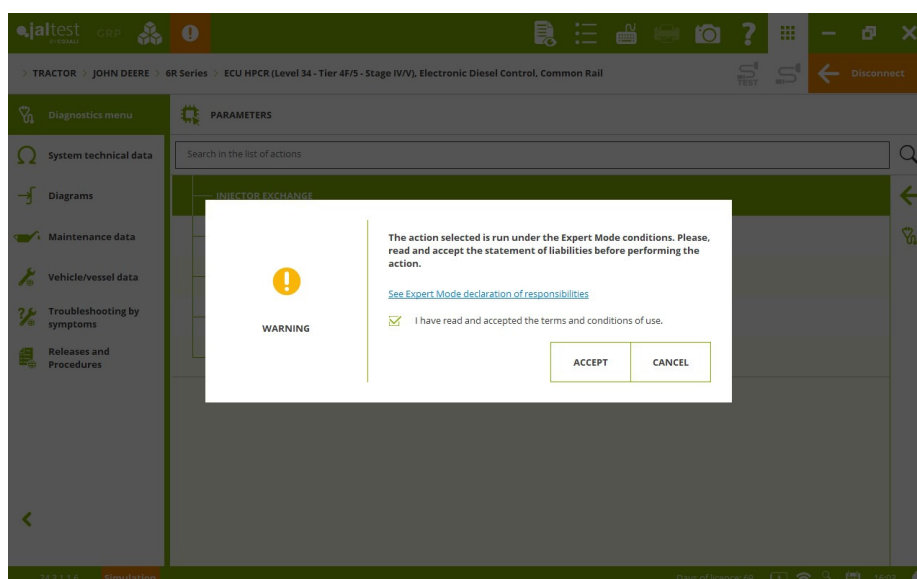 jaltest GRP
BY COJALI
TRACTOR > JOHN DEERE > 6R Series > ECU HPCR (Level 34 - Tier 4F/5 - Stage IV/V), Electronic Diesel Control, Common Rail
TEST
Disconnect
Diagnostics menu
PARAMETERS
System technical data
Search in the list of actions
Diagrams
INJECTOR EXCHANGE
Maintenance data
Vehicle/vessel data
Troubleshooting by
symptoms
Releases and
Procedures
WARNING
The action selected is run under the Expert Mode conditions. Please,
read and accept the statement of liabilities before performing the
action.
See Expert Mode declaration of responsibilities
I have read and accepted the terms and conditions of use.
ACCEPT
CANCEL
Simulation